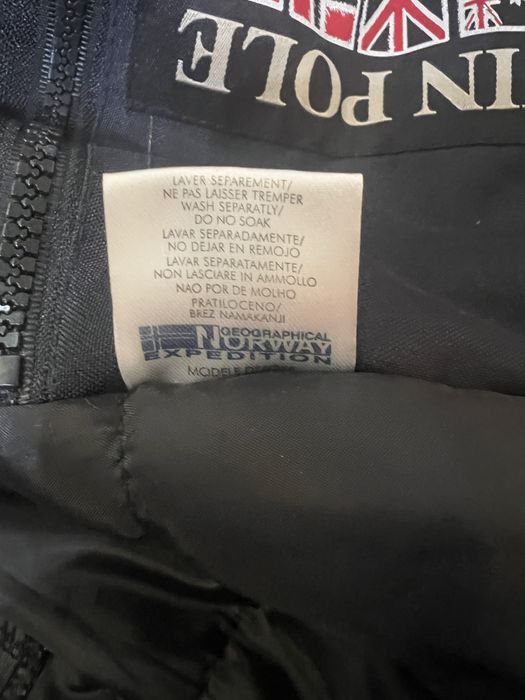 IN POLE
LAVER SEPAREMENT/
NE PAS LAISSER TREMPER
WASH SEPARATLY/
DO NO SOAK
LAVAR SEPARADAMENTE/
NO DEJAR EN REMOJO
LAVAR SEPARATAMENTE/
NON LASCIARE IN AMMOLLO
NAO POR DE MOLHO
PRATILOCENO/
BREZ NAMAKANJI
GEOGRAPHICAL
NORWAY
EXPEDITION
MODELE